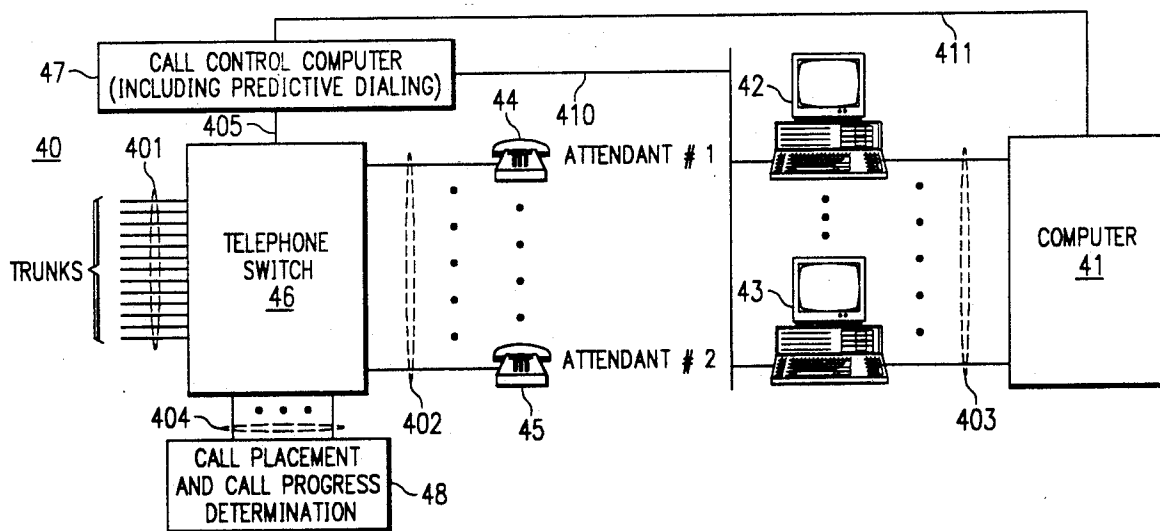 411
47
CALL CONTROL COMPUTER
(INCLUDING PREDICTIVE DIALING)
410
42
44
405
40
401
ATTENDANT # 1
TRUNKS
TELEPHONE
SWITCH
46
COMPUTER
41
43
ATTENDANT # 2
404
402
45
403
CALL PLACEMENT
AND CALL PROGRESS
DETERMINATION
48